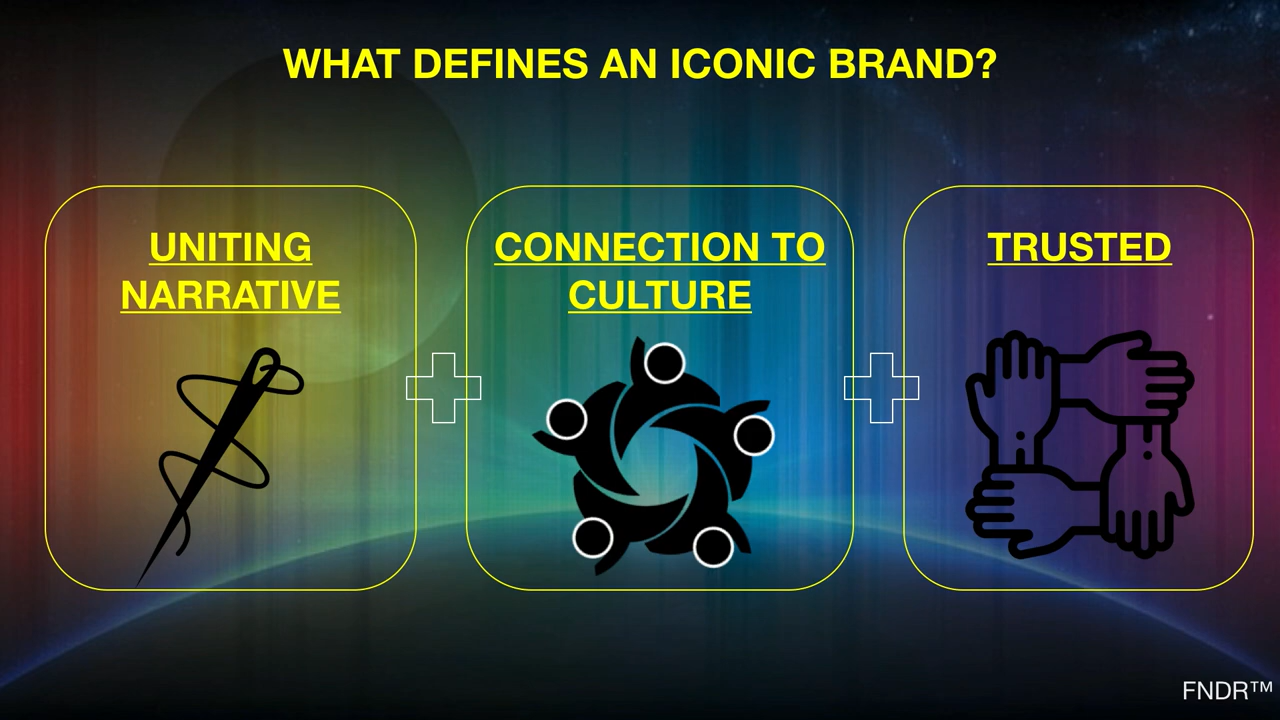 WHAT DEFINES AN ICONIC BRAND?
UNITING
NARRATIVE
CONNECTION TO
CULTURE
TRUSTED
FNDR™